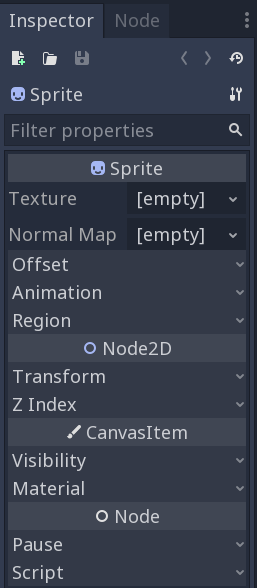 Inspector Node
Sprite
Filter properties
Sprite
Texture [empty]
Normal Map [empty]
Offset
Animation
Region
Node2D
Transform
Z Index
CanvasItem
Visibility
Material
Node
Pause
Script